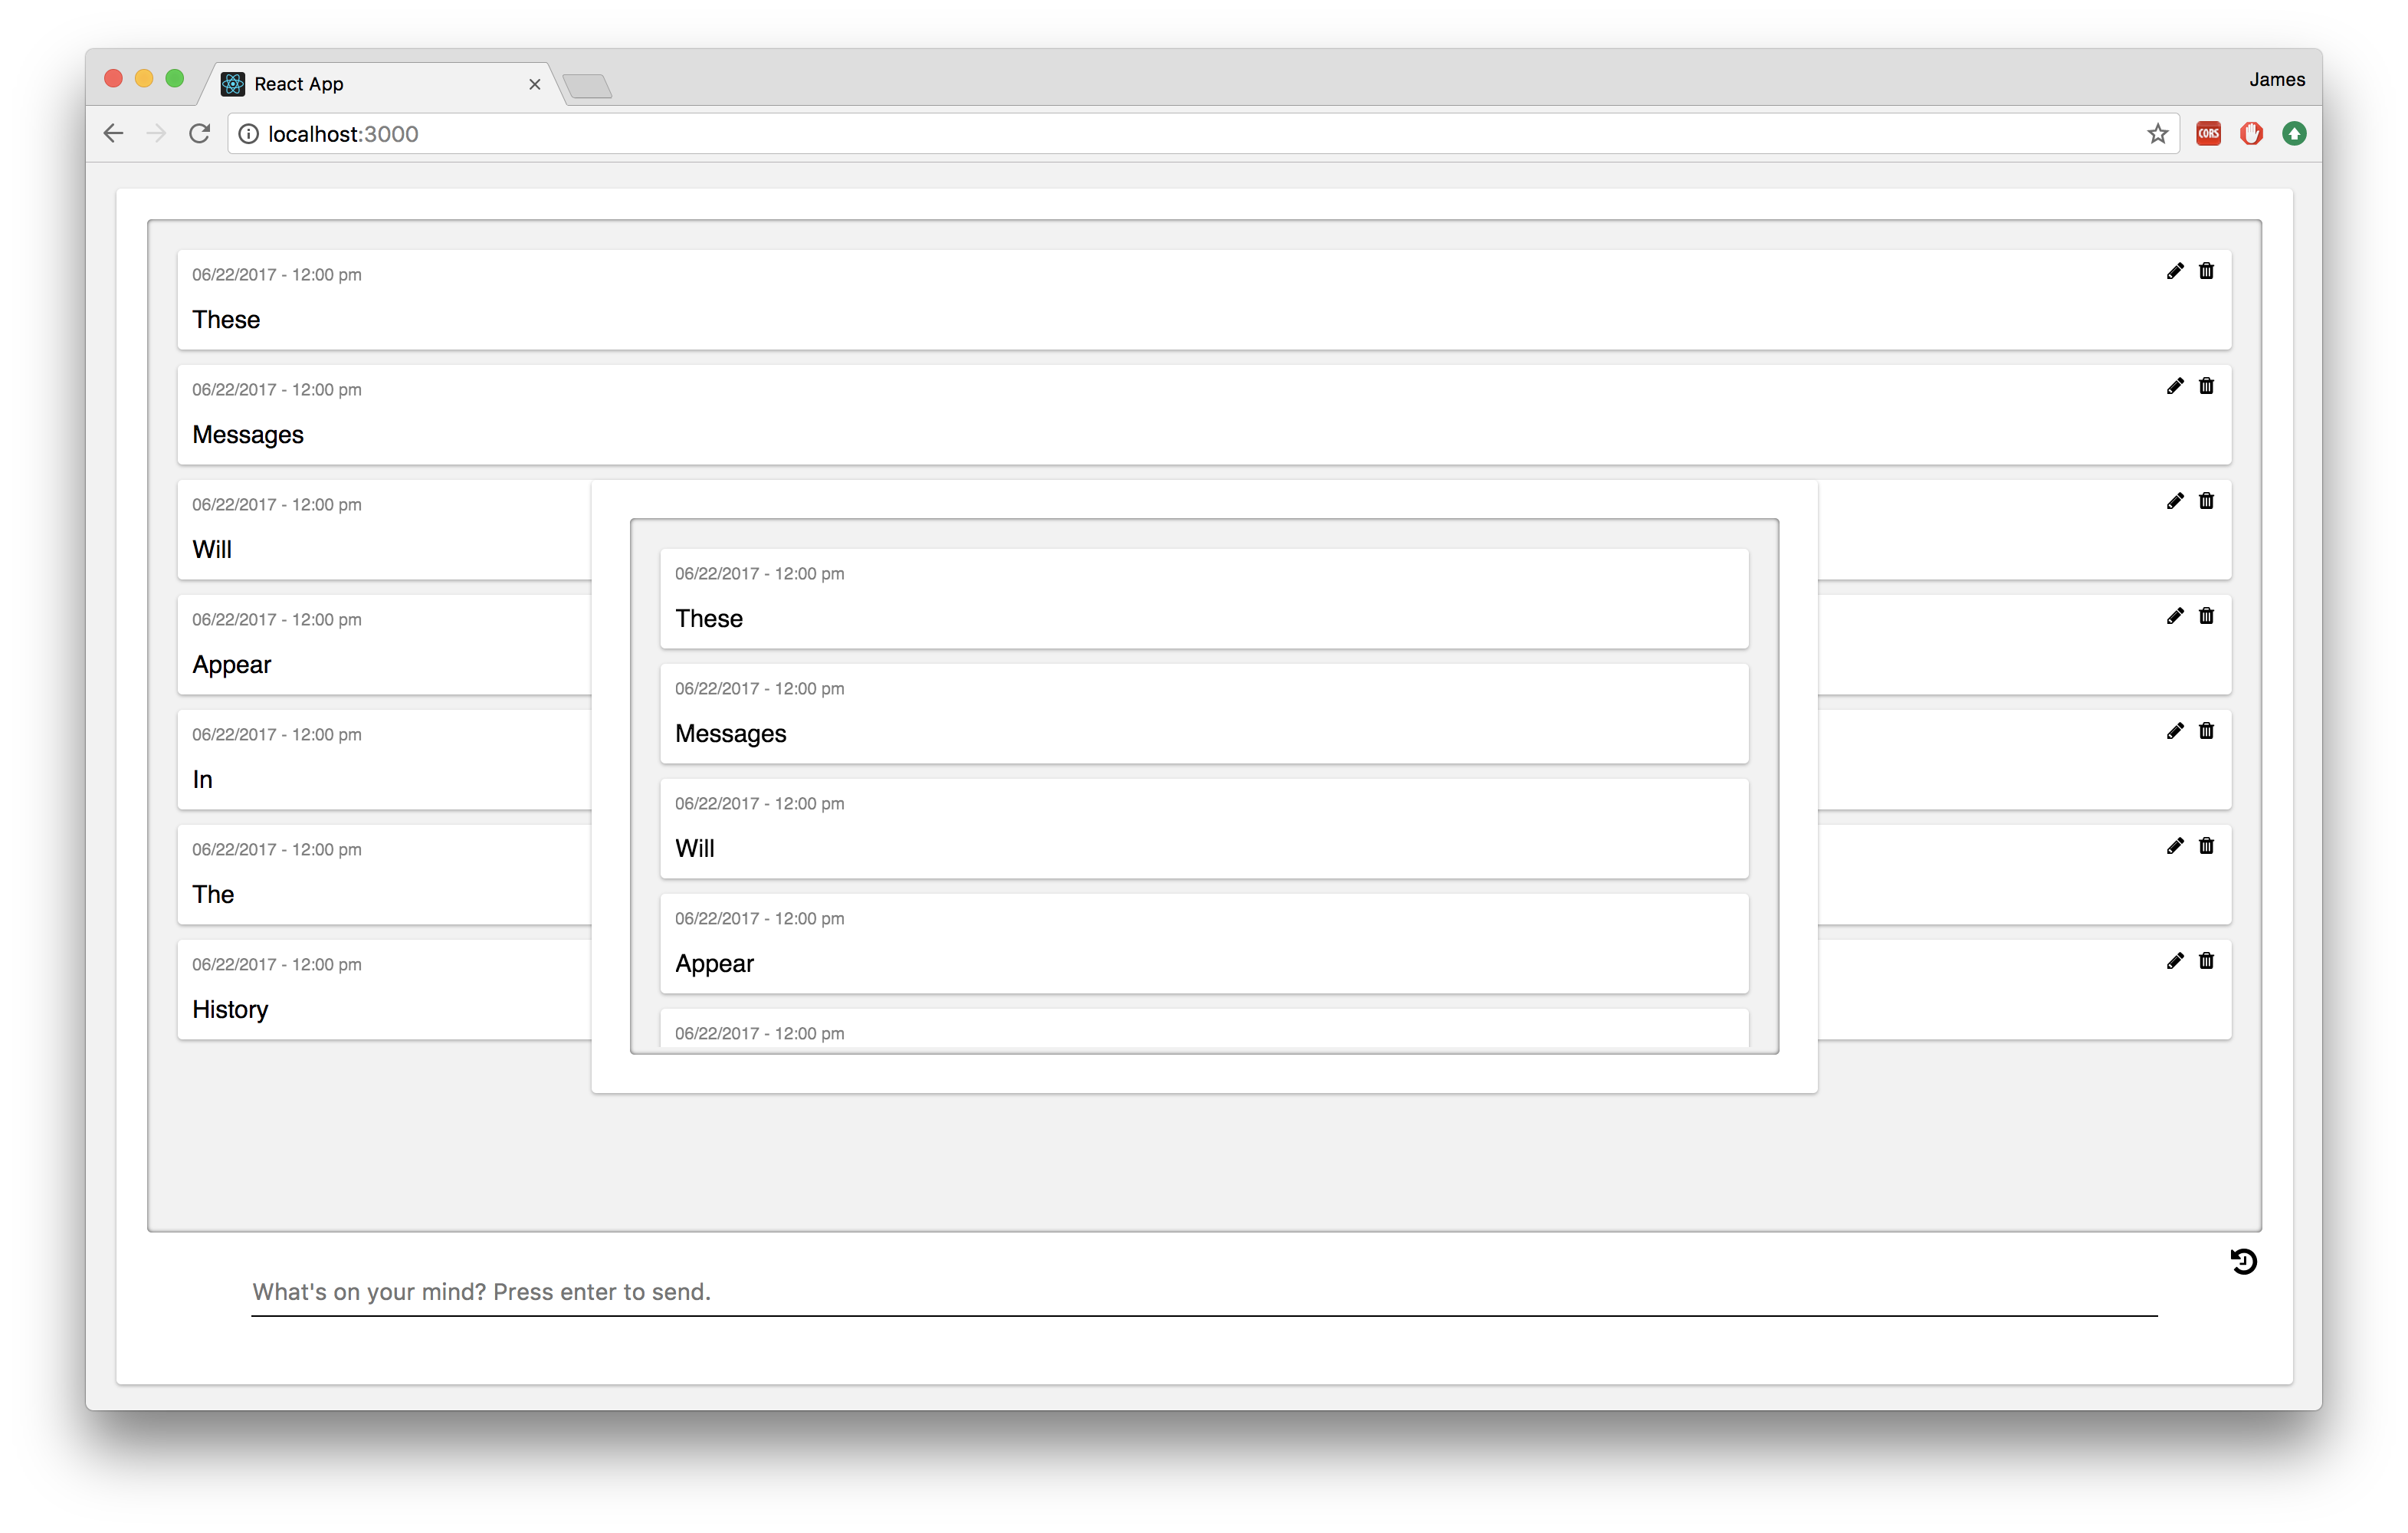 React App
James
localhost:3000
CORS
06/22/2017 - 12:00 pm
These
06/22/2017 - 12:00 pm
Messages
06/22/2017 - 12:00 pm
Will
06/22/2017 - 12:00 pm
Appear
06/22/2017 - 12:00 pm
In
06/22/2017 - 12:00 pm
The
06/22/2017 - 12:00 pm
History
06/22/2017 - 12:00 pm
These
06/22/2017 - 12:00 pm
Messages
06/22/2017 - 12:00 pm
Will
06/22/2017 - 12:00 pm
Appear
06/22/2017 - 12:00 pm
What's on your mind? Press enter to send.